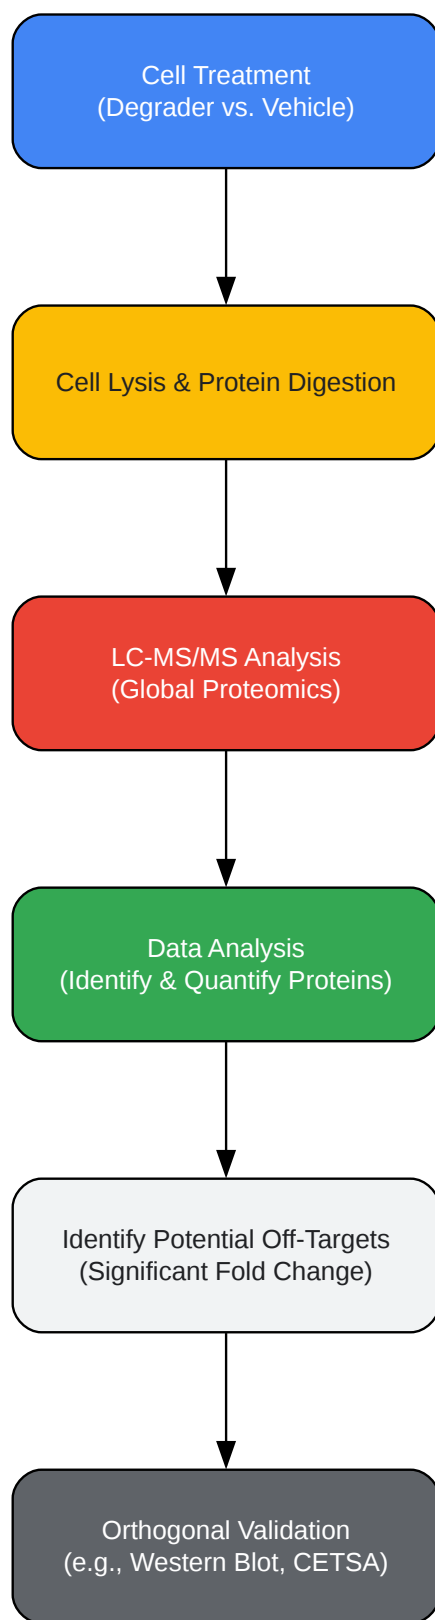 Cell Treatment
(Degrader vs. Vehicle)
Cell Lysis & Protein Digestion
LC-MS/MS Analysis
(Global Proteomics)
Data Analysis
(Identify & Quantify Proteins)
Identify Potential Off-Targets
(Significant Fold Change)
Orthogonal Validation
(e.g., Western Blot, CETSA)